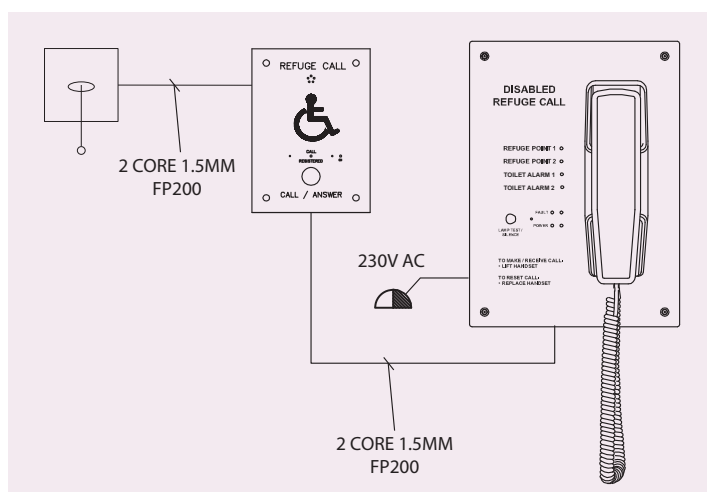 REFUGE CALL
CALL
REGISTERED
CALL / ANSWER
2 CORE 1.5MM
FP200
DISABLED
REFUGE CALL
REFUGE POINT 1
REFUGE POINT 2
TOILET ALARM 1
TOILET ALARM 2
FAULT
POWER
LAMP TEST /
SILENCE
TO MAKE / RECEIVE CALL:
• LIFT HANDSET
TO RESET CALL:
• REPLACE HANDSET
230V AC
2 CORE 1.5MM
FP200